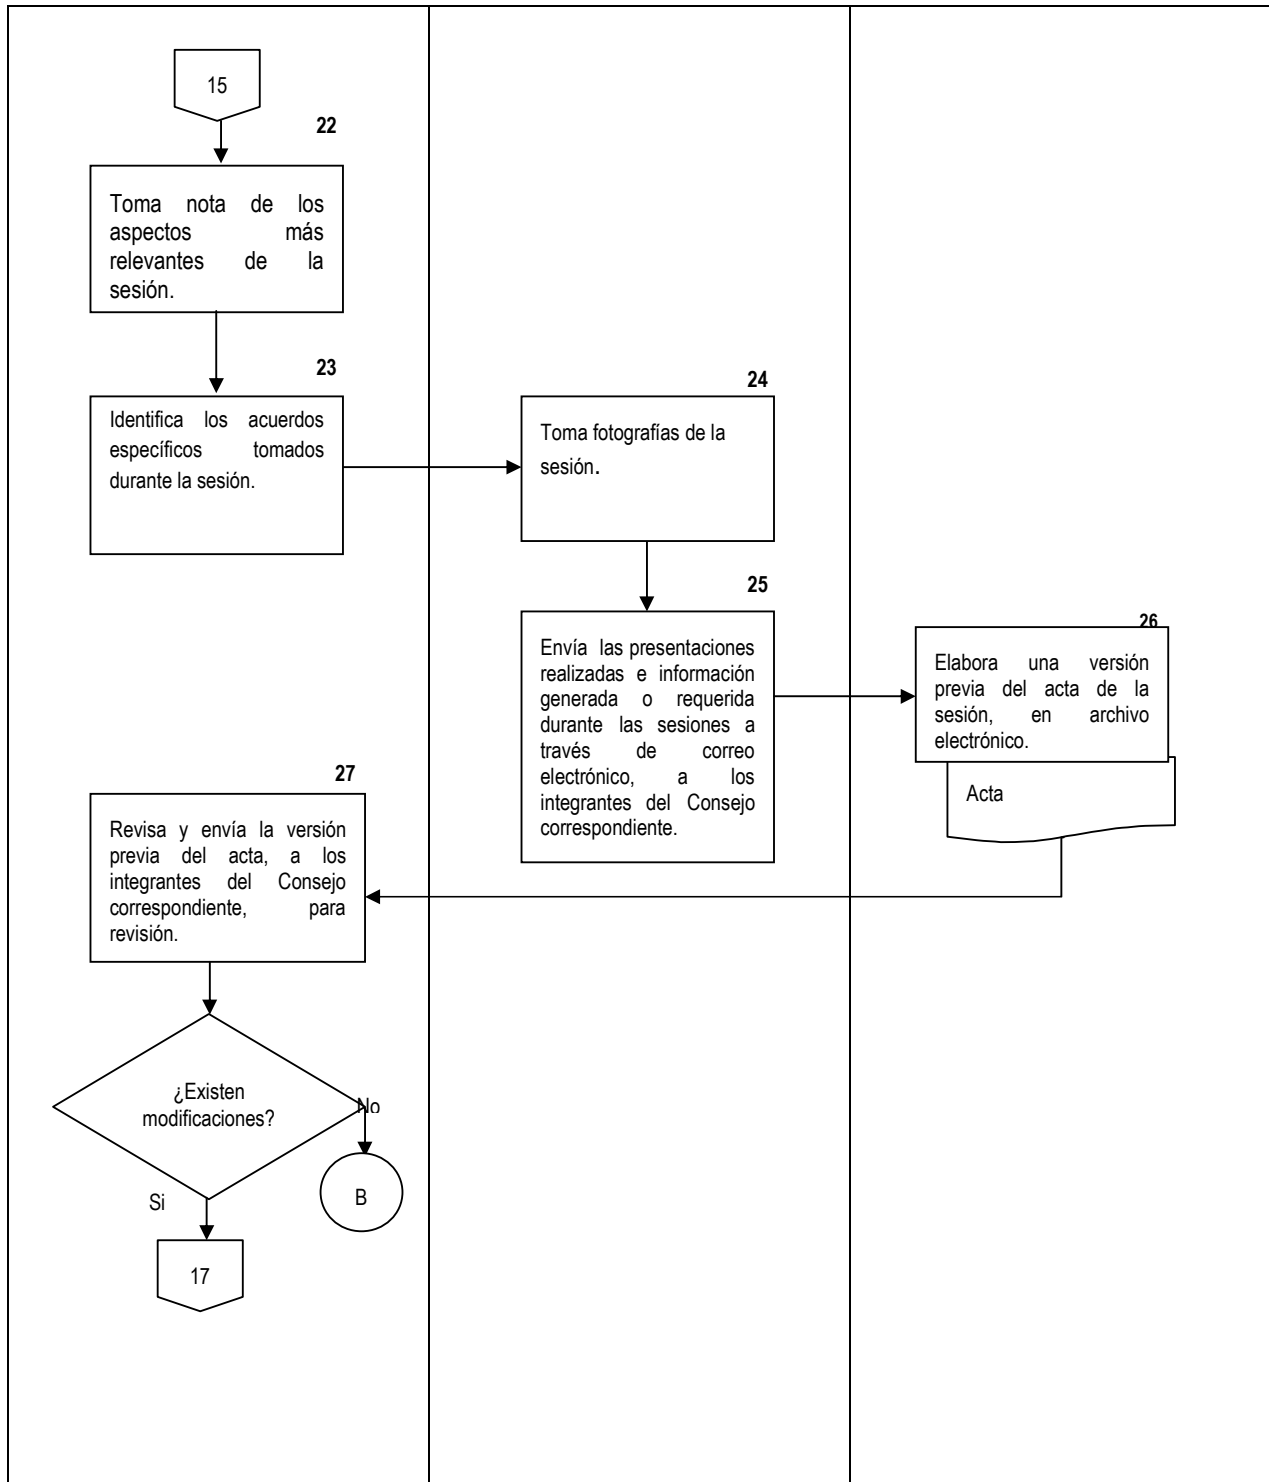 15
22
Toma nota de los
aspectos más
relevantes de la
sesión.
23
Identifica los acuerdos
específicos tomados
durante la sesión.
24
Toma fotografías de la
sesión.
25
Envía las presentaciones
realizadas e información
generada o requerida
durante las sesiones a
través de correo
electrónico, a los
integrantes del Consejo
correspondiente.
26
Elabora una versión
previa del acta de la
sesión, en archivo
electrónico.
Acta
27
Revisa y envía la versión
previa del acta, a los
integrantes del Consejo
correspondiente, para
revisión.
¿Existen
modificaciones?
No
B
Si
17